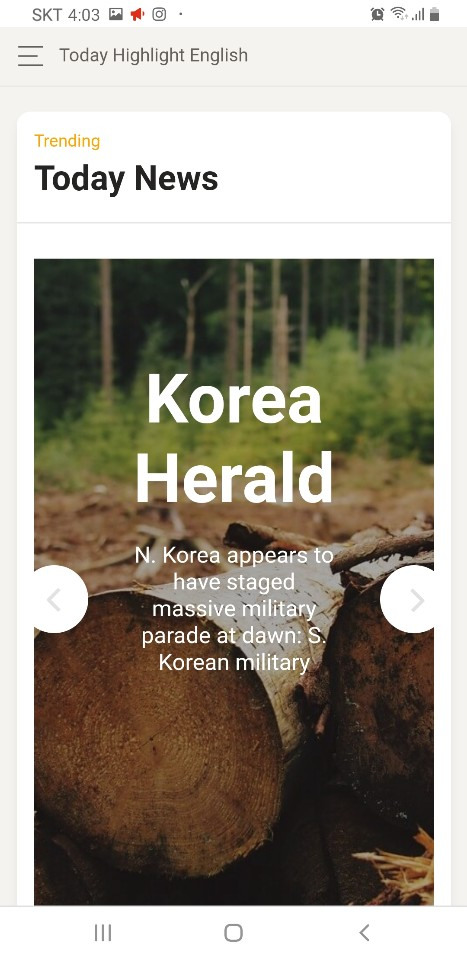 SKT 4:03
Today Highlight English
Trending
Today News
Korea
Herald
N. Korea appears to
have staged
massive military
parade at dawn: S.
Korean military